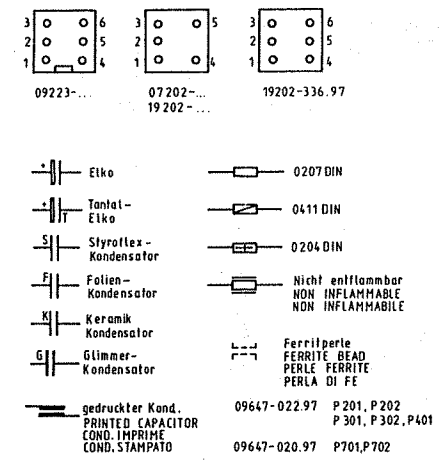 3 6
2 5
1 4
09223-...
3 5
2
1 4
07202-...
19202-...
3 6
2 5
1 4
19202-336.97
+ Elko
+ T Tantal-
Elko
S Styroflex-
Kondensator
F Folien-
Kondensator
K Keramik
Kondensator
G Glimmer-
Kondensator
gedruckter Kond.
PRINTED CAPACITOR
COND. IMPRIME
COND. STAMPATO
0207 DIN
0411 DIN
0204 DIN
Nicht entflammbar
NON INFLAMMABLE
NON INFLAMMABILE
Ferritperle
FERRITE BEAD
PERLE FERRITE
PERLA DI FE
09647-022.97 P201, P202
P301, P302, P401
09647-020.97 P701, P702